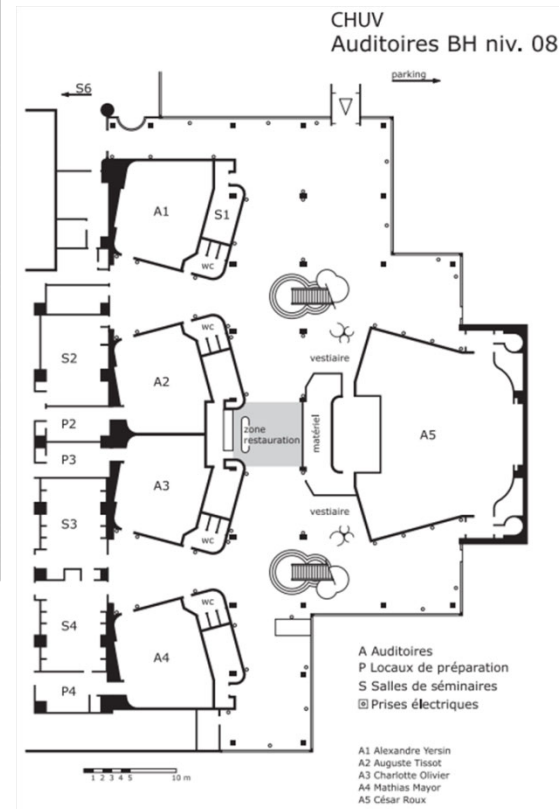 CHUV
Auditoires BH niv. 08
parking
S6
A1
S1
wc
wc
S2
A2
vestiaire
P2
zone
restauration
matériel
A5
P3
A3
S3
vestiaire
wc
wc
S4
A4
P4
A Auditoires
P Locaux de préparation
S Salles de séminaires
Prises électriques
A1 Alexandre Yersin
A2 Auguste Tissot
A3 Charlotte Olivier
A4 Mathias Mayor
A5 César Roux
1 2 3 4 5 10 m